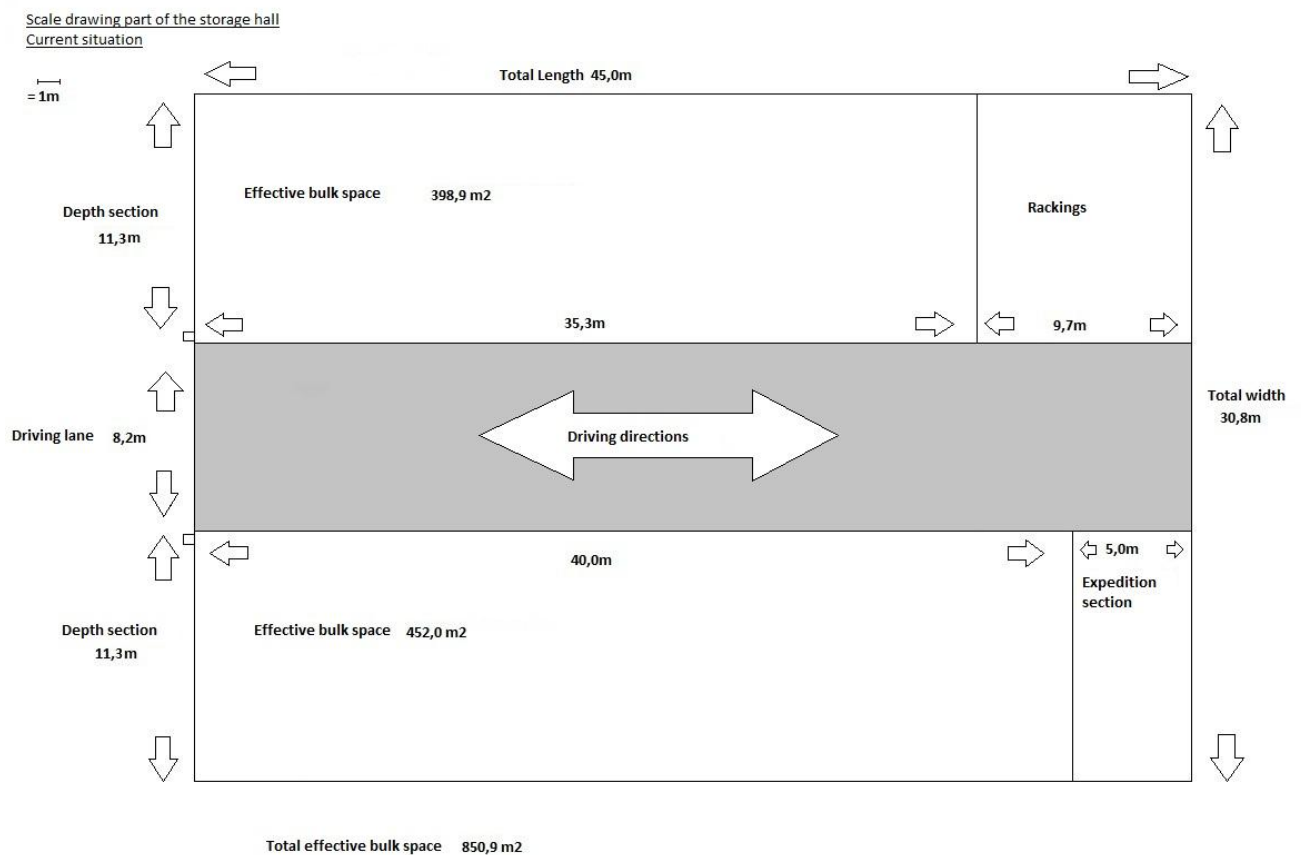 Scale drawing part of the storage hall
Current situation
= 1m
Total Length 45,0m
Effective bulk space 398,9 m2
Rackings
Depth section
11,3m
35,3m
9,7m
Driving lane 8,2m
Driving directions
Total width
30,8m
40,0m
5,0m
Expedition
section
Depth section
11,3m
Effective bulk space 452,0 m2
Total effective bulk space 850,9 m2